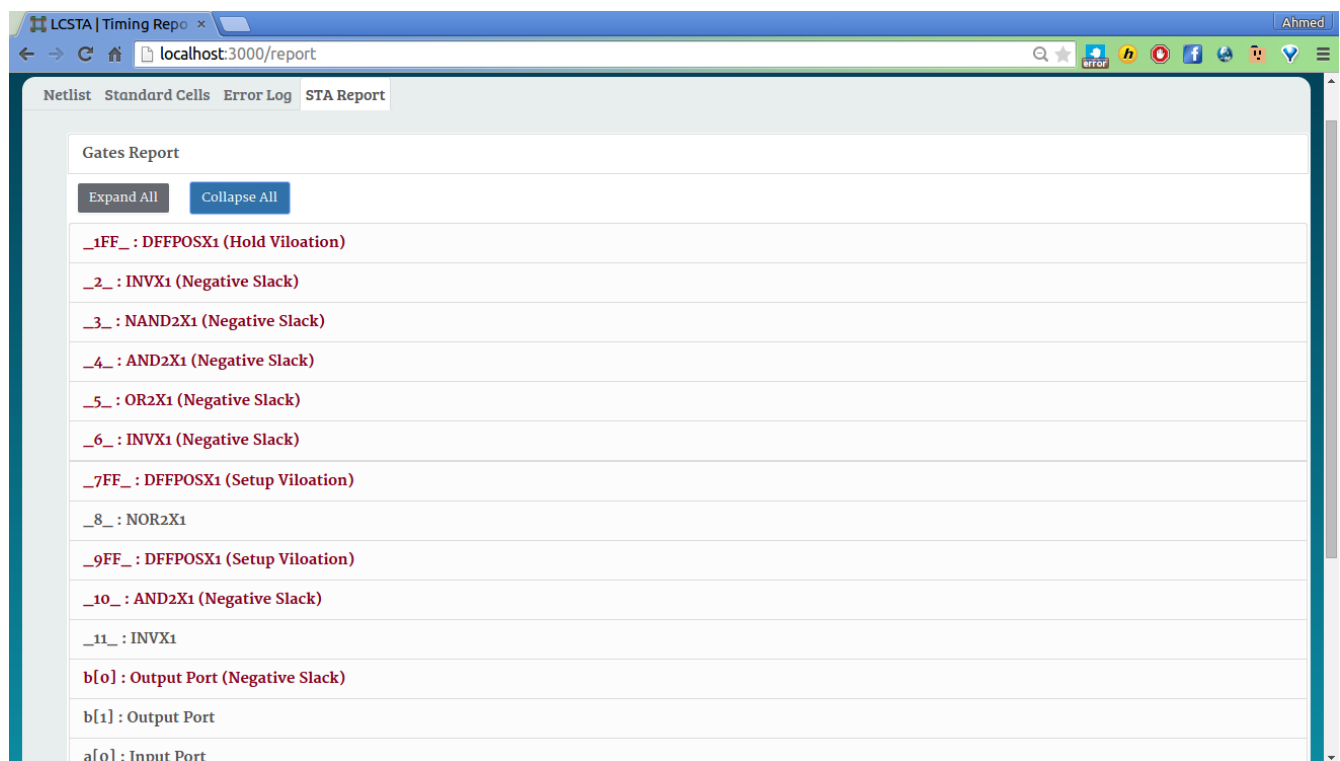 LCSTA | Timing Repo
Ahmed
localhost:3000/report
error
Netlist Standard Cells Error Log STA Report
Gates Report
Expand All Collapse All
_1FF_ : DFFPOSX1 (Hold Viloation)
_2_ : INVX1 (Negative Slack)
_3_ : NAND2X1 (Negative Slack)
_4_ : AND2X1 (Negative Slack)
_5_ : OR2X1 (Negative Slack)
_6_ : INVX1 (Negative Slack)
_7FF_ : DFFPOSX1 (Setup Viloation)
_8_ : NOR2X1
_9FF_ : DFFPOSX1 (Setup Viloation)
_10_ : AND2X1 (Negative Slack)
_11_ : INVX1
b[0] : Output Port (Negative Slack)
b[1] : Output Port
a[0] : Input Port